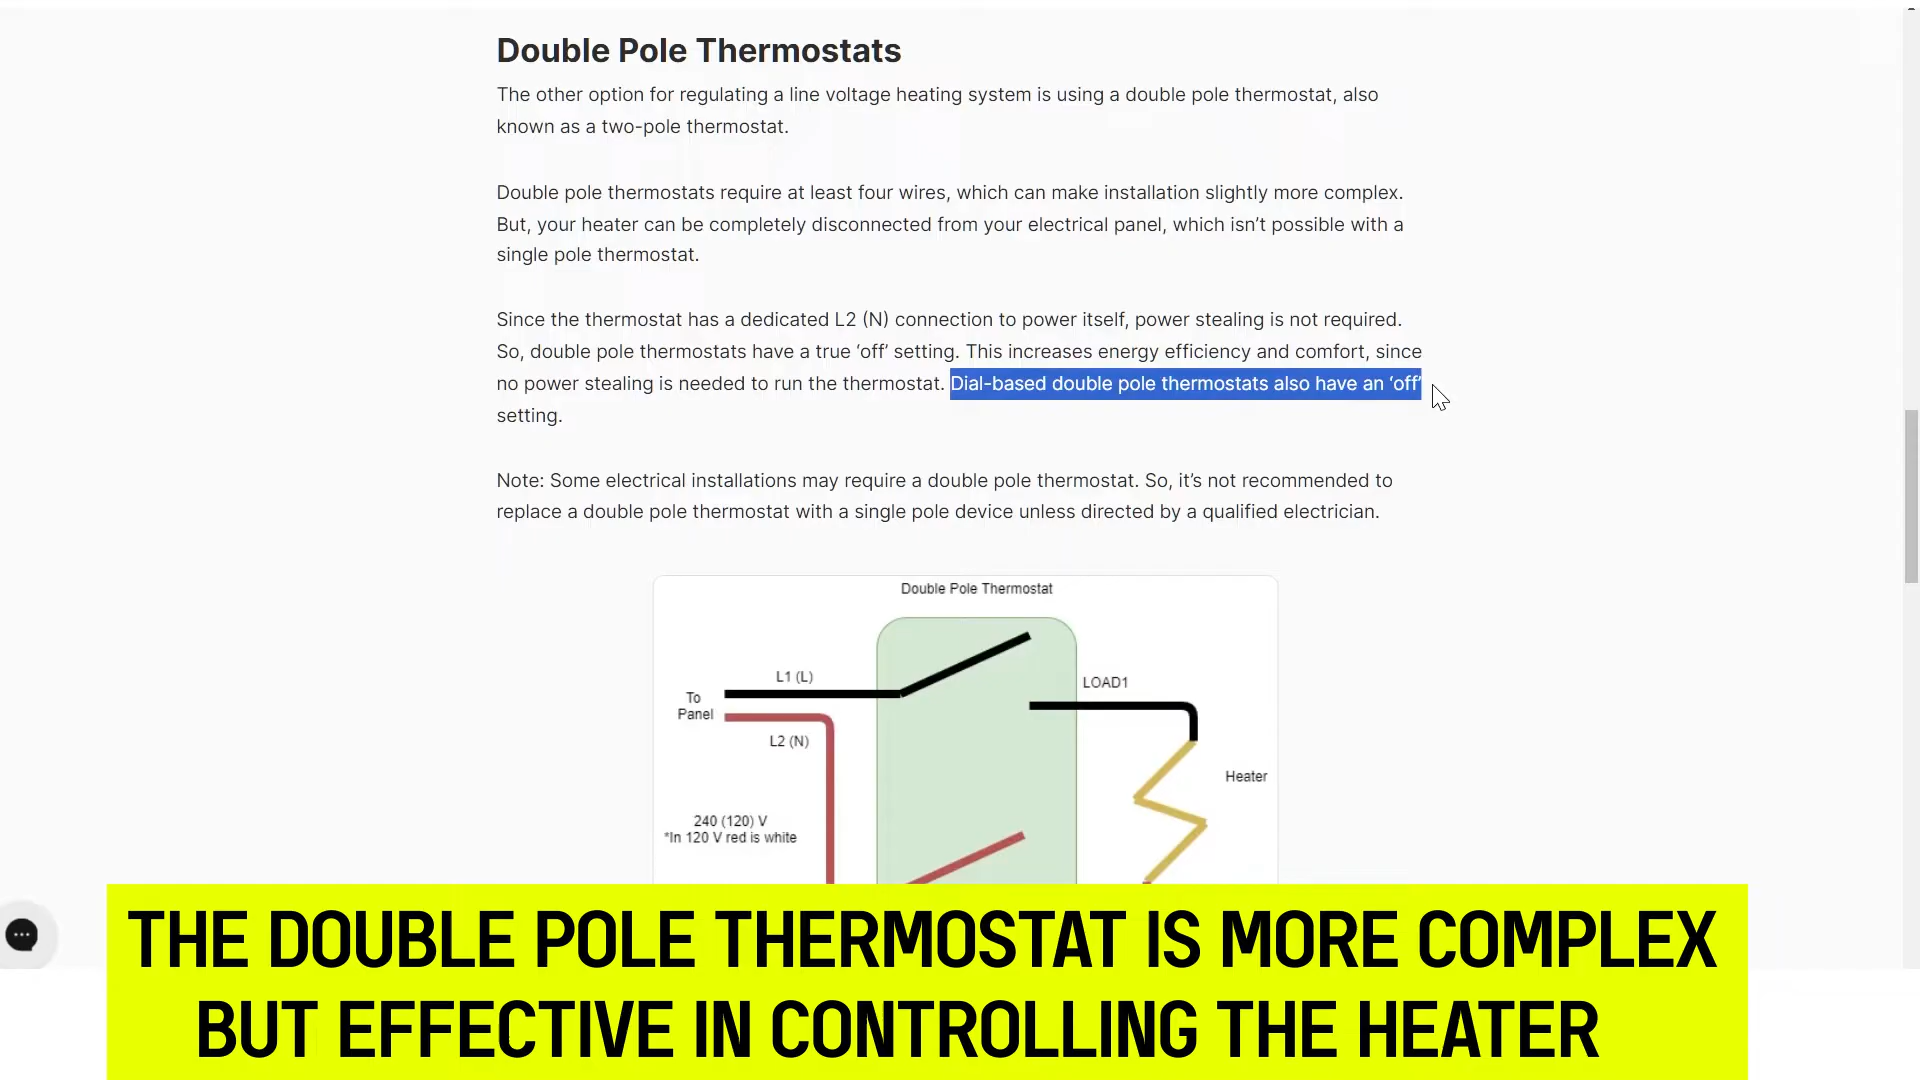 Double Pole Thermostats
The other option for regulating a line voltage heating system is using a double pole thermostat, also
known as a two-pole thermostat.
Double pole thermostats require at least four wires, which can make installation slightly more complex.
But, your heater can be completely disconnected from your electrical panel, which isn’t possible with a
single pole thermostat.
Since the thermostat has a dedicated L2 (N) connection to power itself, power stealing is not required.
So, double pole thermostats have a true ‘off’ setting. This increases energy efficiency and comfort, since
no power stealing is needed to run the thermostat. Dial-based double pole thermostats also have an ‘off’
setting.
Note: Some electrical installations may require a double pole thermostat. So, it’s not recommended to
replace a double pole thermostat with a single pole device unless directed by a qualified electrician.
Double Pole Thermostat
L1 (L)
LOAD1
To
Panel
L2 (N)
Heater
240 (120) V
*In 120 V red is white
THE DOUBLE POLE THERMOSTAT IS MORE COMPLEX
BUT EFFECTIVE IN CONTROLLING THE HEATER